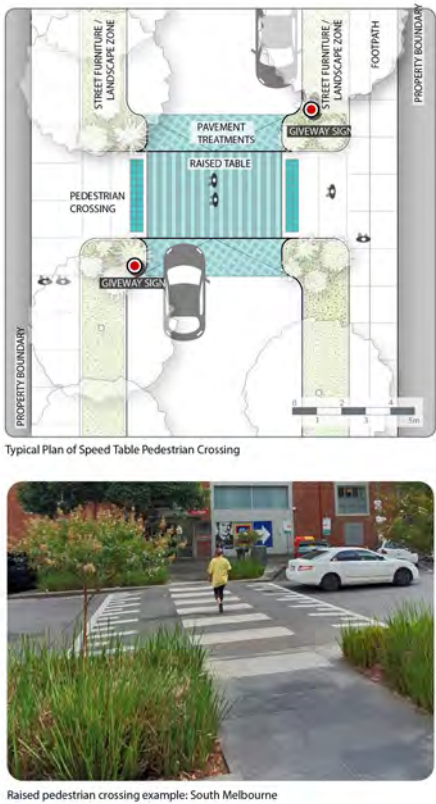 STREET FURNITURE /
LANDSCAPE ZONE
STREET FURNITURE /
LANDSCAPE ZONE
FOOTPATH
PROPERTY BOUNDARY
GIVEWAY SIGN
PAVEMENT
TREATMENTS
RAISED TABLE
PEDESTRIAN
CROSSING
GIVEWAY SIGN
PROPERTY BOUNDARY
0 2 4
1 3 5m
Typical Plan of Speed Table Pedestrian Crossing
Raised pedestrian crossing example: South Melbourne